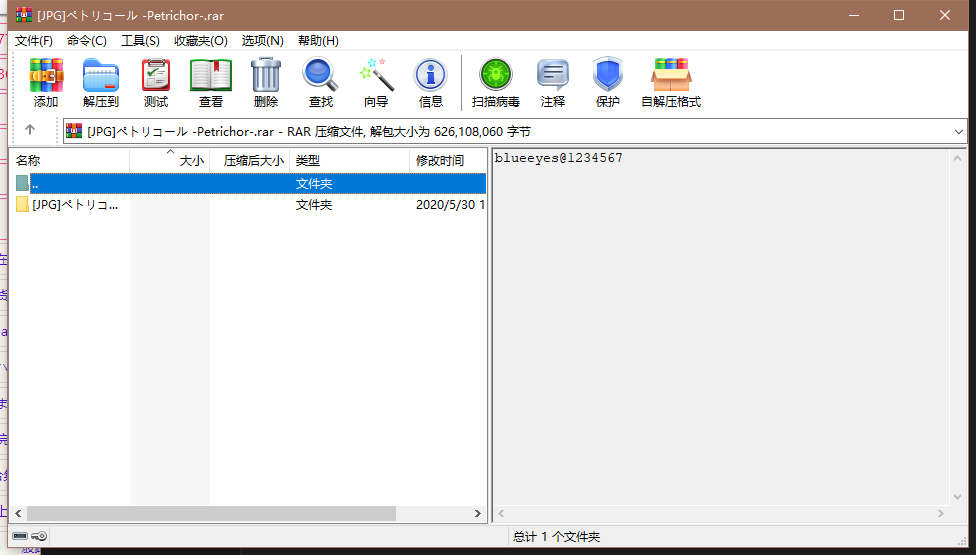 [JPG]ペトリコール -Petrichor-.rar
文件(F) 命令(C) 工具(S) 收藏夹(O) 选项(N) 帮助(H)
添加 解压到 测试 查看 删除 查找 向导 信息 扫描病毒 注释 保护 自解压格式
[JPG]ペトリコール -Petrichor-.rar - RAR 压缩文件, 解包大小为 626,108,060 字节
名称 大小 压缩后大小 类型 修改时间
.. 文件夹
[JPG]ペトリコ... 文件夹 2020/5/30 1
blueeyes@1234567
总计 1 个文件夹